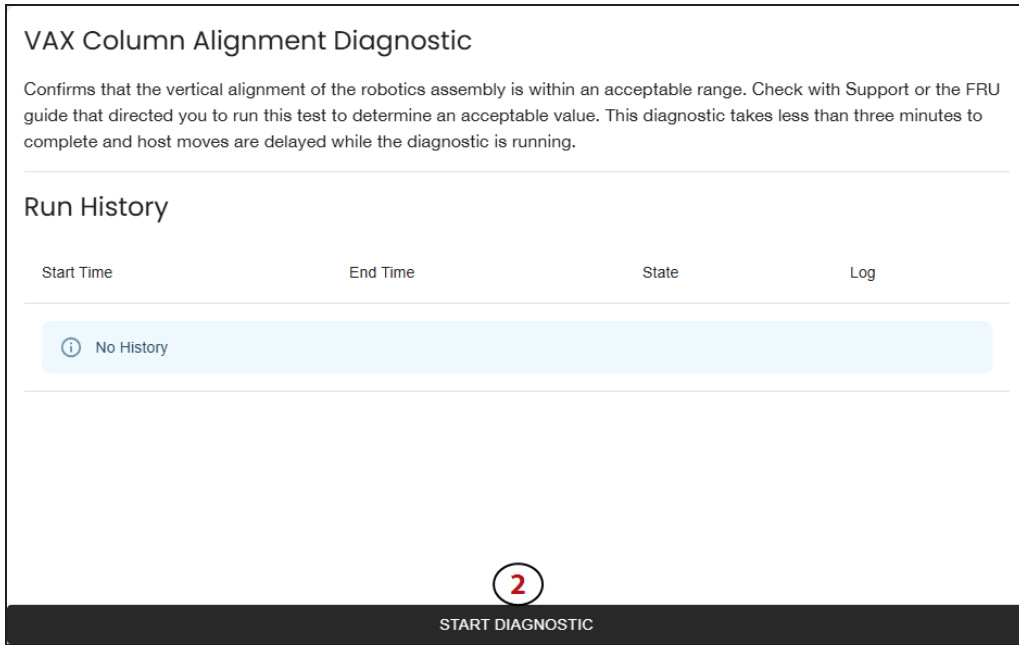 VAX Column Alignment Diagnostic
Confirms that the vertical alignment of the robotics assembly is within an acceptable range. Check with Support or the FRU
guide that directed you to run this test to determine an acceptable value. This diagnostic takes less than three minutes to
complete and host moves are delayed while the diagnostic is running.
Run History
Start Time End Time State Log
No History
2
START DIAGNOSTIC